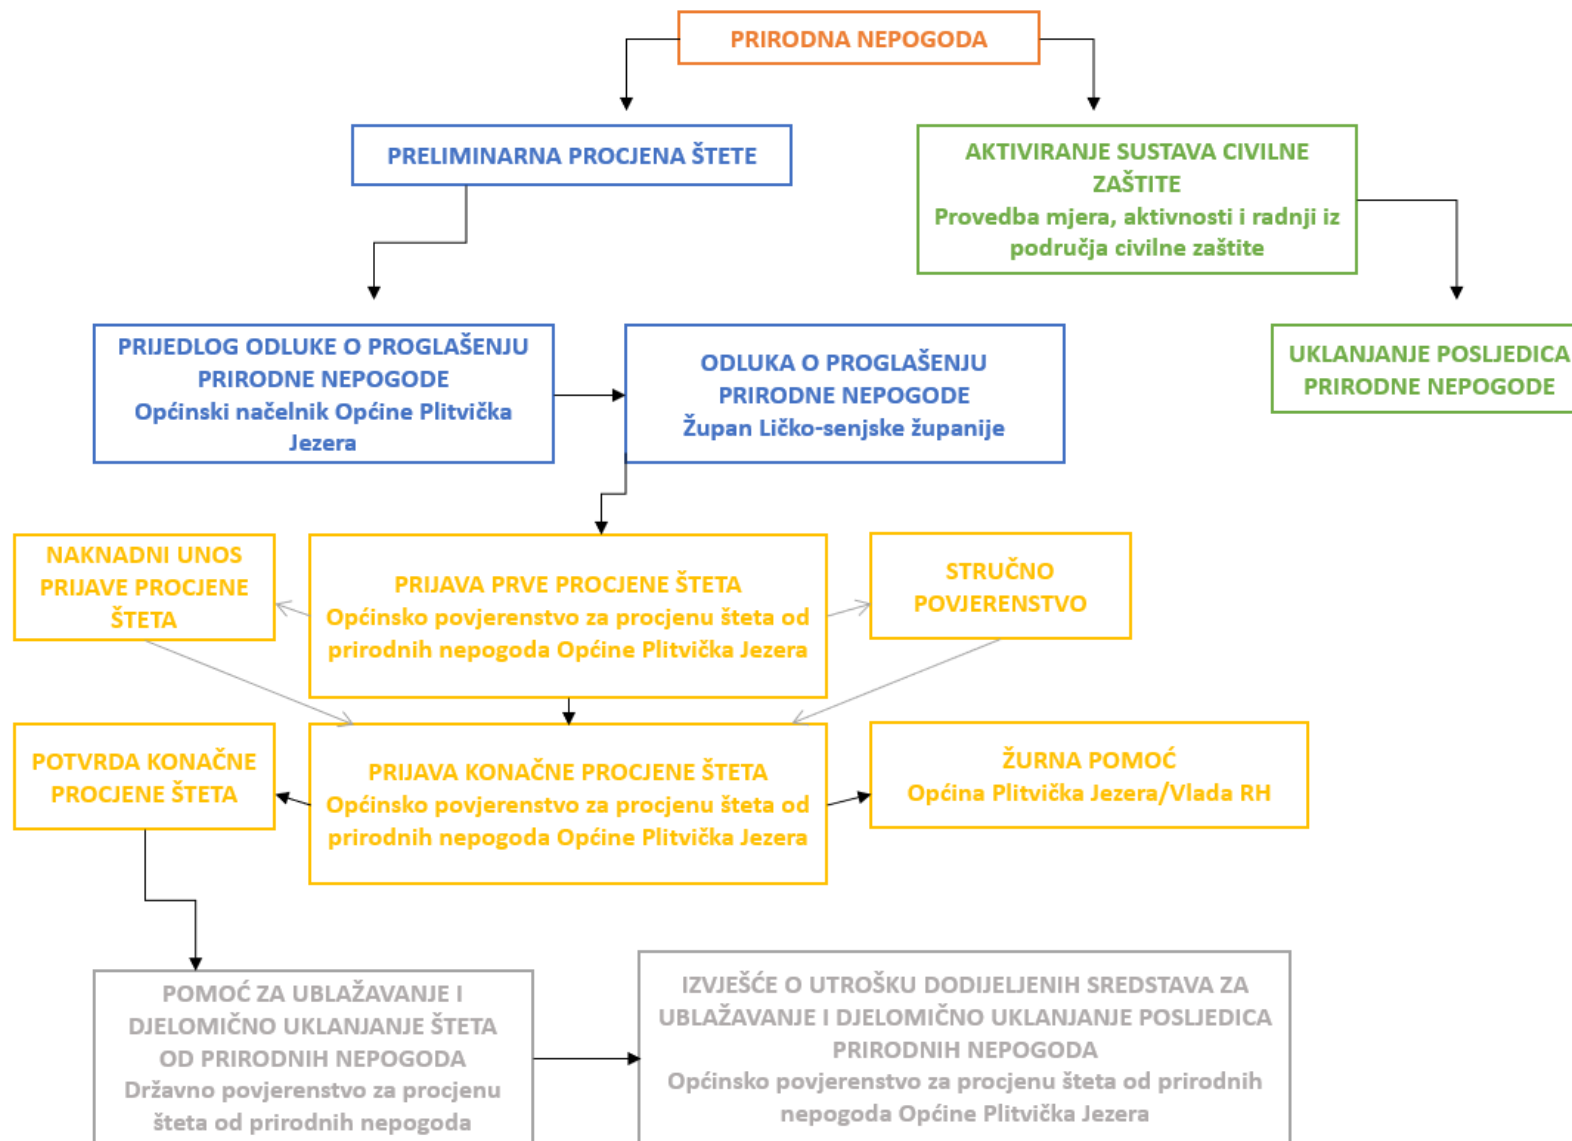 PRIRODNA NEPOGODA
PRELIMINARNA PROCJENA ŠTETE
AKTIVIRANJE SUSTAVA CIVILNE
ZAŠTITE
Provedba mjera, aktivnosti i radnji iz
područja civilne zaštite
PRIJEDLOG ODLUKE O PROGLAŠENJU
PRIRODNE NEPOGODE
Općinski načelnik Općine Plitvička
Jezera
ODLUKA O PROGLAŠENJU
PRIRODNE NEPOGODE
Župan Ličko-senjske županije
UKLANJANJE POSLJEDICA
PRIRODNE NEPOGODE
NAKNADNI UNOS
PRIJAVE PROCJENE
ŠTETA
PRIJAVA PRVE PROCJENE ŠTETA
Općinsko povjerenstvo za procjenu šteta od
prirodnih nepogoda Općine Plitvička Jezera
STRUČNO
POVJERENSTVO
POTVRDA KONAČNE
PROCJENE ŠTETA
PRIJAVA KONAČNE PROCJENE ŠTETA
Općinsko povjerenstvo za procjenu šteta od
prirodnih nepogoda Općine Plitvička Jezera
ŽURNA POMOĆ
Općina Plitvička Jezera/Vlada RH
POMOĆ ZA UBLAŽAVANJE I
DJELOMIČNO UKLANJANJE ŠTETA
OD PRIRODNIH NEPOGODA
Državno povjerenstvo za procjenu
šteta od prirodnih nepogoda
IZVJEŠĆE O UTROŠKU DODIJELJENIH SREDSTAVA ZA
UBLAŽAVANJE I DJELOMIČNO UKLANJANJE POSLJEDICA
PRIRODNIH NEPOGODA
Općinsko povjerenstvo za procjenu šteta od prirodnih
nepogoda Općine Plitvička Jezera